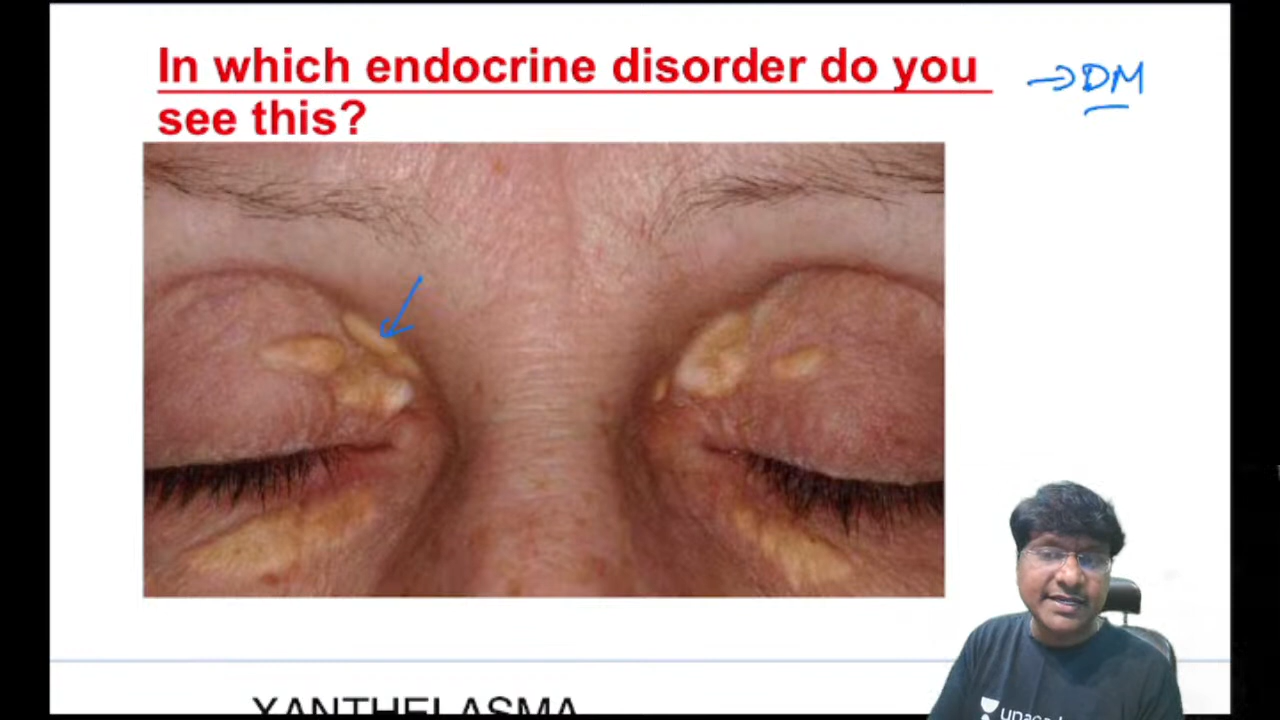 In which endocrine disorder do you
see this?
→ DM
XANTHELASMA